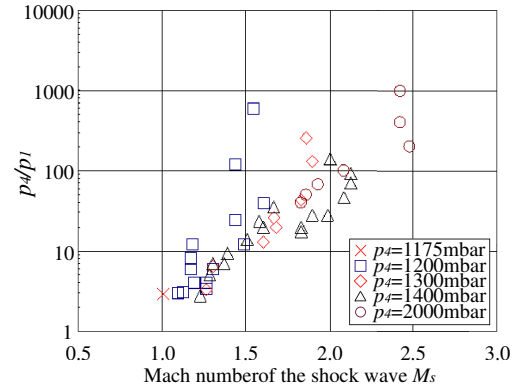 10000
1000
100
10
1
p4/p1
0.5 1.0 1.5 2.0 2.5 3.0
Mach numberof the shock wave Ms
p4=1175mbar
p4=1200mbar
p4=1300mbar
p4=1400mbar
p4=2000mbar